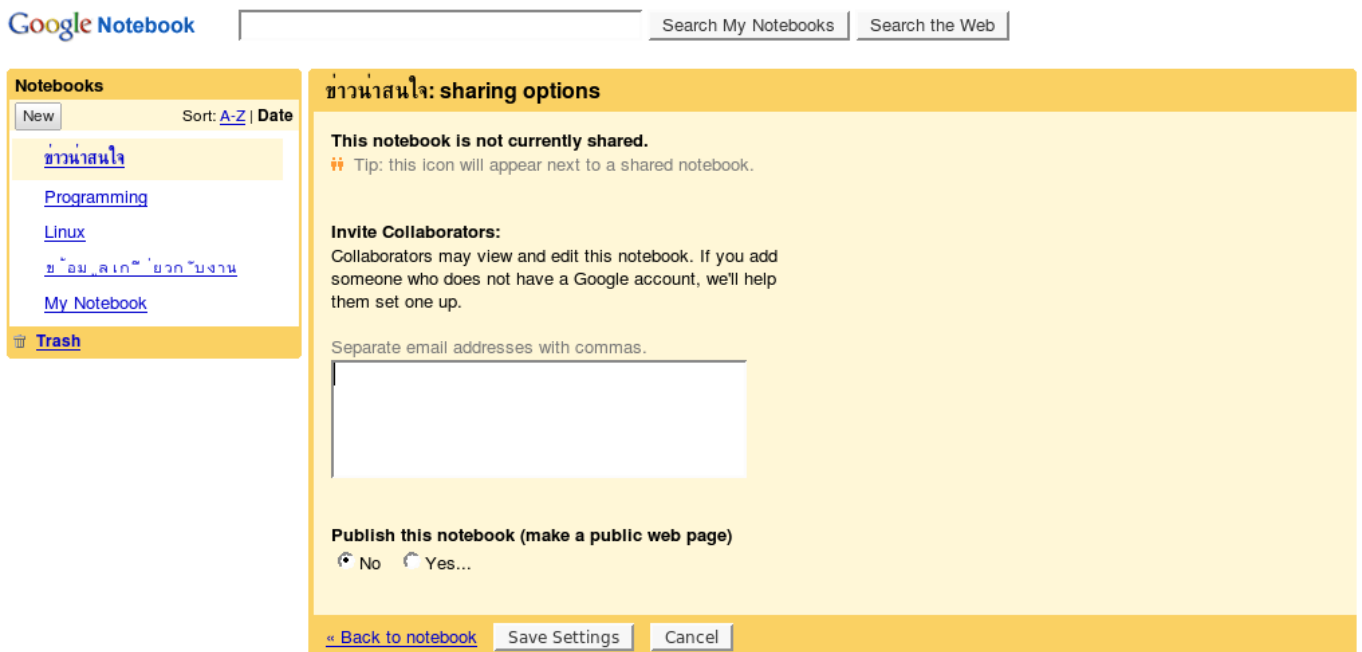 Google Notebook
Search My Notebooks
Search the Web
Notebooks
New
Sort: A-Z | Date
ข่าวน่าสนใจ
Programming
Linux
ข้อมูลเกี่ยวกับงาน
My Notebook
Trash
ข่าวน่าสนใจ: sharing options
This notebook is not currently shared.
Tip: this icon will appear next to a shared notebook.
Invite Collaborators:
Collaborators may view and edit this notebook. If you add
someone who does not have a Google account, we'll help
them set one up.
Separate email addresses with commas.
Publish this notebook (make a public web page)
No Yes...
« Back to notebook
Save Settings
Cancel